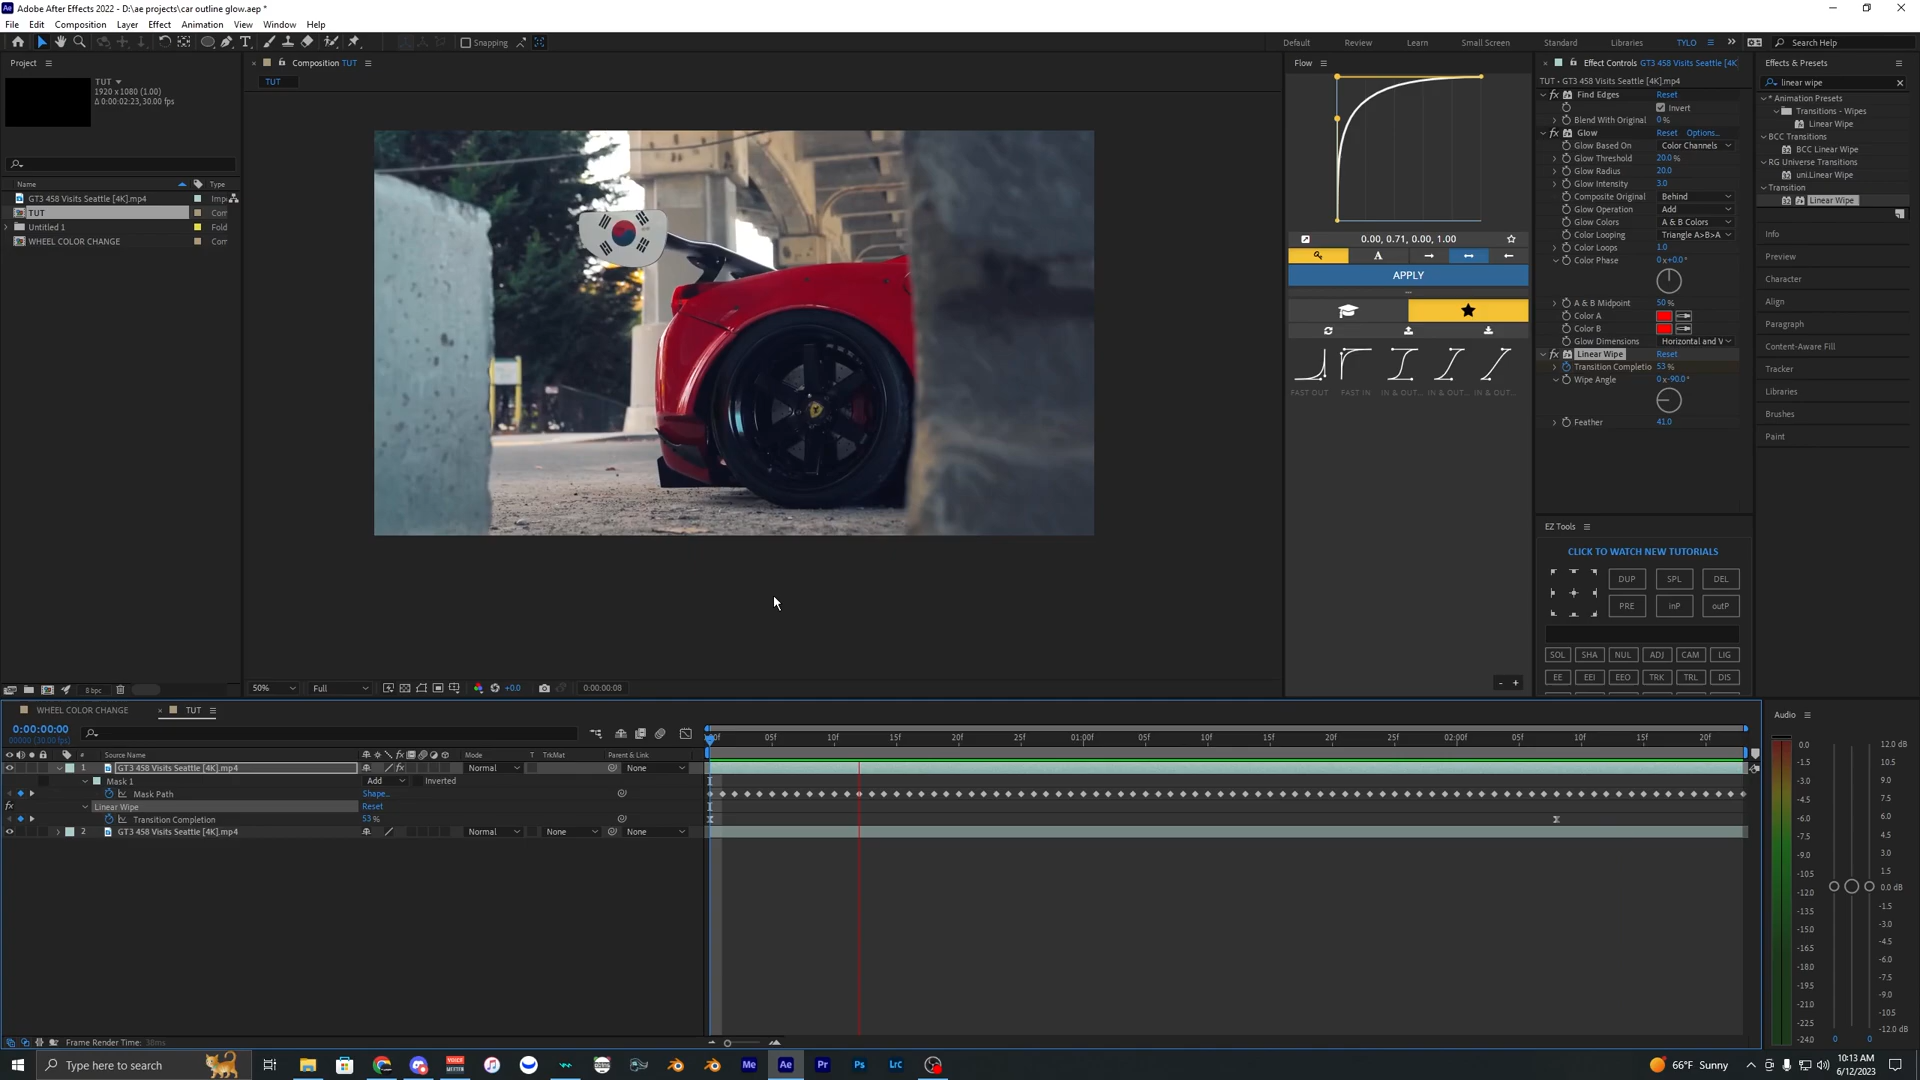 Adobe After Effects 2022 - D:\ae projects\car outline glow.aep *
File Edit Composition Layer Effect Animation View Window Help
Snapping
Default Review Learn Small Screen Standard Libraries TYLO Search Help
Project
TUT
1920 x 1080 (1.00)
Δ 0:00:02:23, 30.00 fps
Name Type
GT3 458 Visits Seattle [4K].mp4 Imp
TUT Com
Untitled 1 Fold
WHEEL COLOR CHANGE Com
8 bpc
Composition TUT
TUT
50% Full +0.0 0:00:00:08
Flow
0.00, 0.71, 0.00, 1.00
A
APPLY
FAST OUT FAST IN IN & OUT... IN & OUT... IN & OUT...
- +
Effect Controls GT3 458 Visits Seattle [4K
TUT • GT3 458 Visits Seattle [4K].mp4
fx Find Edges Reset
Invert
Blend With Original 0 %
fx Glow Reset Options...
Glow Based On Color Channels
Glow Threshold 20.0 %
Glow Radius 20.0
Glow Intensity 3.0
Composite Original Behind
Glow Operation Add
Glow Colors A & B Colors
Color Looping Triangle A>B>A
Color Loops 1.0
Color Phase 0x+0.0°
A & B Midpoint 50 %
Color A
Color B
Glow Dimensions Horizontal and V
fx Linear Wipe Reset
Transition Completio 53 %
Wipe Angle 0x-90.0°
Feather 41.0
EZ Tools
CLICK TO WATCH NEW TUTORIALS
DUP SPL DEL
PRE inP outP
SOL SHA NUL ADJ CAM LIG
EE EEI EEO TRK TRL DIS
Effects & Presets
linear wipe
* Animation Presets
Transitions - Wipes
Linear Wipe
BCC Transitions
BCC Linear Wipe
RG Universe Transitions
uni.Linear Wipe
Transition
Linear Wipe
Info
Preview
Character
Align
Paragraph
Content-Aware Fill
Tracker
Libraries
Brushes
Paint
WHEEL COLOR CHANGE TUT
0:00:00:00
00000 (30.00 fps)
# Source Name fx Mode T TrkMat Parent & Link
1 GT3 458 Visits Seattle [4K].mp4 fx Normal None
Mask 1 Add Inverted
Mask Path Shape...
fx Linear Wipe Reset
Transition Completion 53 %
2 GT3 458 Visits Seattle [4K].mp4 Normal None None
05f 10f 15f 20f 25f 01:00f 05f 10f 15f 20f 25f 02:00f 05f 10f 15f 20f
Frame Render Time: 38ms
Audio
0.0 12.0 dB
-1.5 10.5
-3.0 9.0
-4.5 7.5
-6.0 6.0
-7.5 4.5
-9.0 3.0
-10.5 1.5
-12.0 0.0 dB
-13.5 -1.5
-15.0 -3.0
-16.5 -4.5
-18.0 -6.0
-19.5 -7.5
-21.0 -9.0
-22.5 -10.5
-24.0 0 0 -12.0 dB
Type here to search
VOICE MEETER Me Ae Pr Ps Lrc
66°F Sunny
10:13 AM
6/12/2023